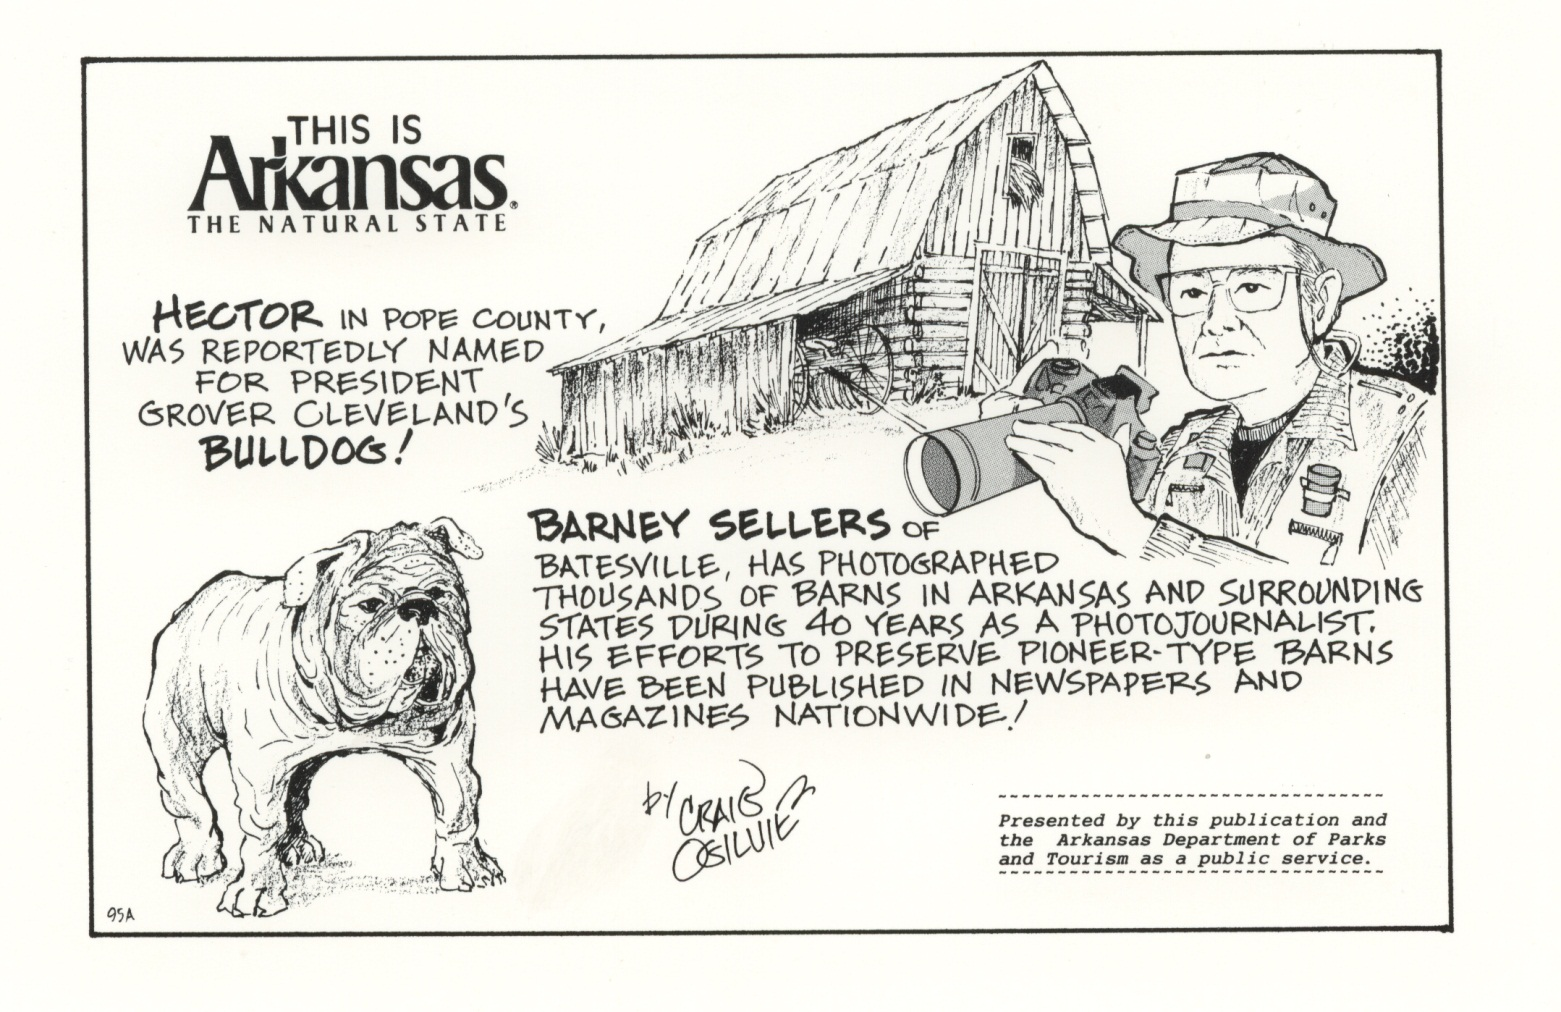 THIS IS
Arkansas®
THE NATURAL STATE
HECTOR IN POPE COUNTY,
WAS REPORTEDLY NAMED
FOR PRESIDENT
GROVER CLEVELAND'S
BULLDOG!
BARNEY SELLERS OF
BATESVILLE, HAS PHOTOGRAPHED
THOUSANDS OF BARNS IN ARKANSAS AND SURROUNDING
STATES DURING 40 YEARS AS A PHOTOJOURNALIST.
HIS EFFORTS TO PRESERVE PIONEER-TYPE BARNS
HAVE BEEN PUBLISHED IN NEWSPAPERS AND
MAGAZINES NATIONWIDE!
by CRAIG
OGILVIE
Presented by this publication and
the Arkansas Department of Parks
and Tourism as a public service.
95A